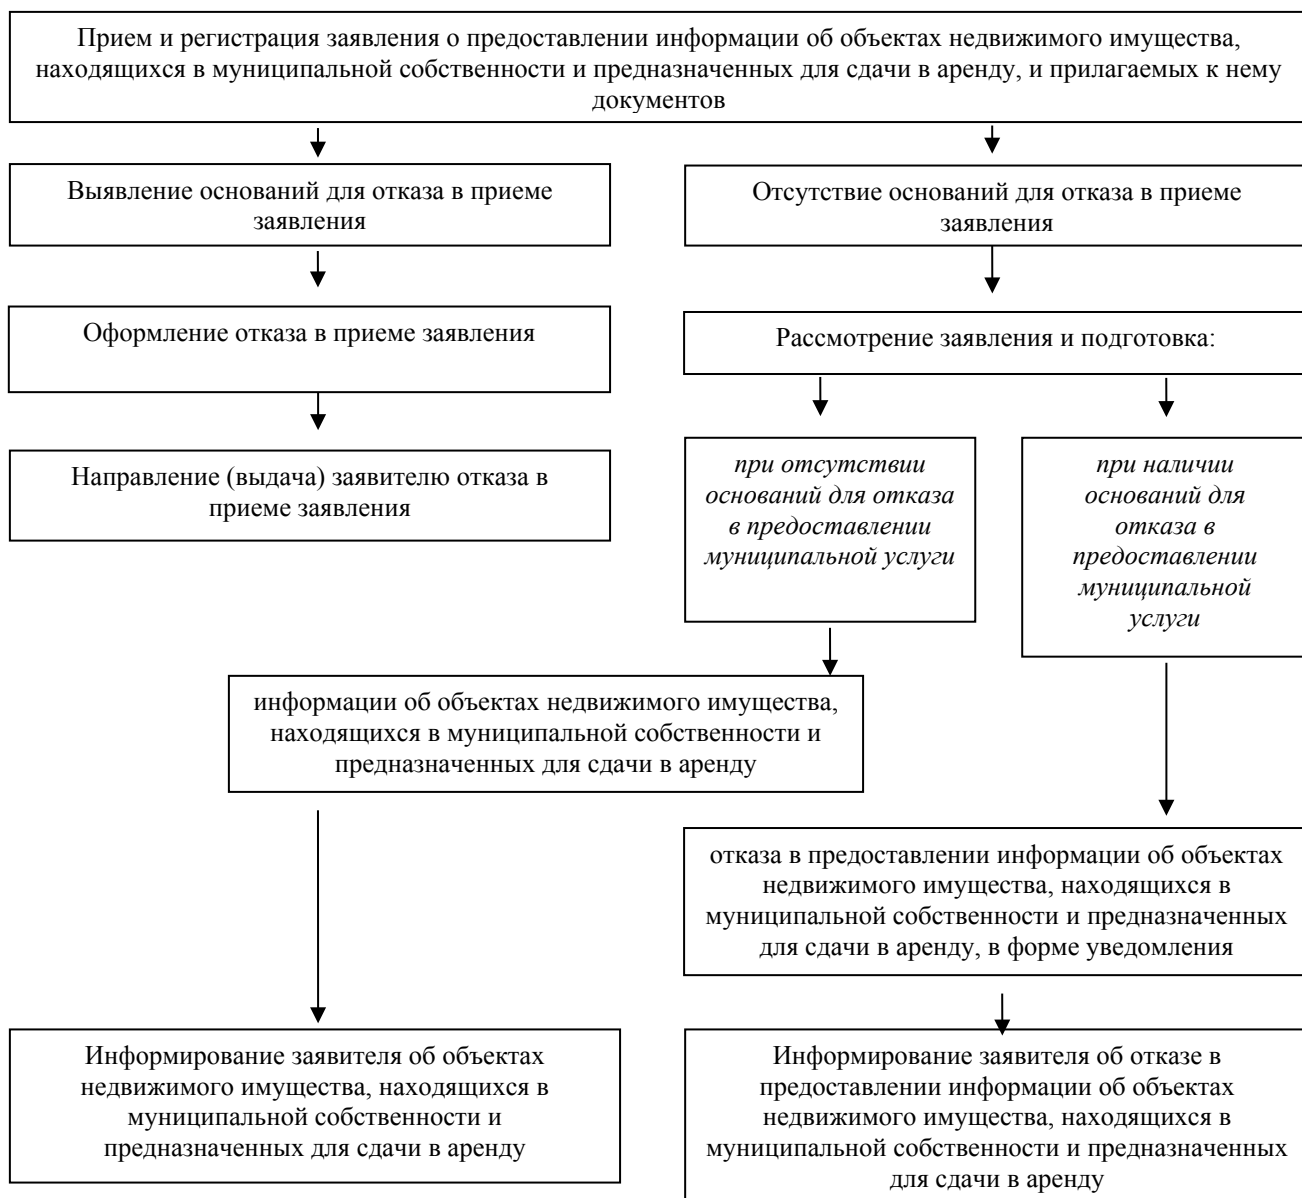 Прием и регистрация заявления о предоставлении информации об объектах недвижимого имущества,
находящихся в муниципальной собственности и предназначенных для сдачи в аренду, и прилагаемых к нему
документов
Выявление оснований для отказа в приеме
заявления
Отсутствие оснований для отказа в приеме
заявления
Оформление отказа в приеме заявления
Рассмотрение заявления и подготовка:
Направление (выдача) заявителю отказа в
приеме заявления
при отсутствии
оснований для отказа
в предоставлении
муниципальной услуги
при наличии
оснований для
отказа в
предоставлении
муниципальной
услуги
информации об объектах недвижимого имущества,
находящихся в муниципальной собственности и
предназначенных для сдачи в аренду
отказа в предоставлении информации об объектах
недвижимого имущества, находящихся в
муниципальной собственности и предназначенных
для сдачи в аренду, в форме уведомления
Информирование заявителя об объектах
недвижимого имущества, находящихся в
муниципальной собственности и
предназначенных для сдачи в аренду
Информирование заявителя об отказе в
предоставлении информации об объектах
недвижимого имущества, находящихся в
муниципальной собственности и предназначенных
для сдачи в аренду